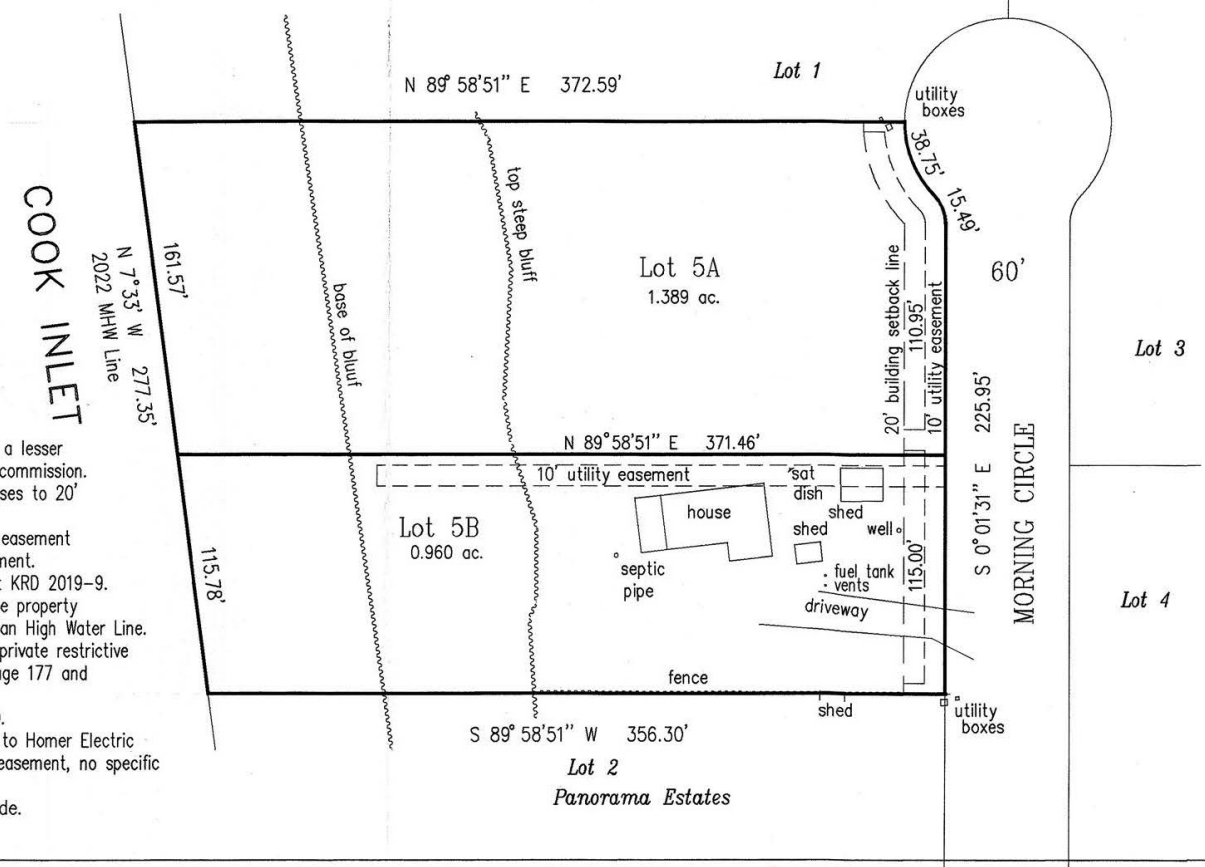 Lot 1
N 89° 58'51" E 372.59'
utility
boxes
38.75'
15.49'
60'
COOK INLET
161.57'
N 7°33' W 277.35'
2022 MHW Line
base of bluuf
top steep bluff
Lot 5A
1.389 ac.
20' building setback line
110.95'
10' utility easement
225.95'
S 0°01'31" E
MORNING CIRCLE
Lot 3
Lot 4
N 89°58'51" E 371.46'
10' utility easement
Lot 5B
0.960 ac.
115.78'
house
sat
dish
shed
shed
well
septic
pipe
fuel tank
vents
115.00'
driveway
fence
shed
utility
boxes
S 89° 58'51" W 356.30'
Lot 2
Panorama Estates
a lesser
commission.
ses to 20'
easement
ment.
t KRD 2019-9.
e property
an High Water Line.
private restrictive
ge 177 and
).
to Homer Electric
easement, no specific
de.